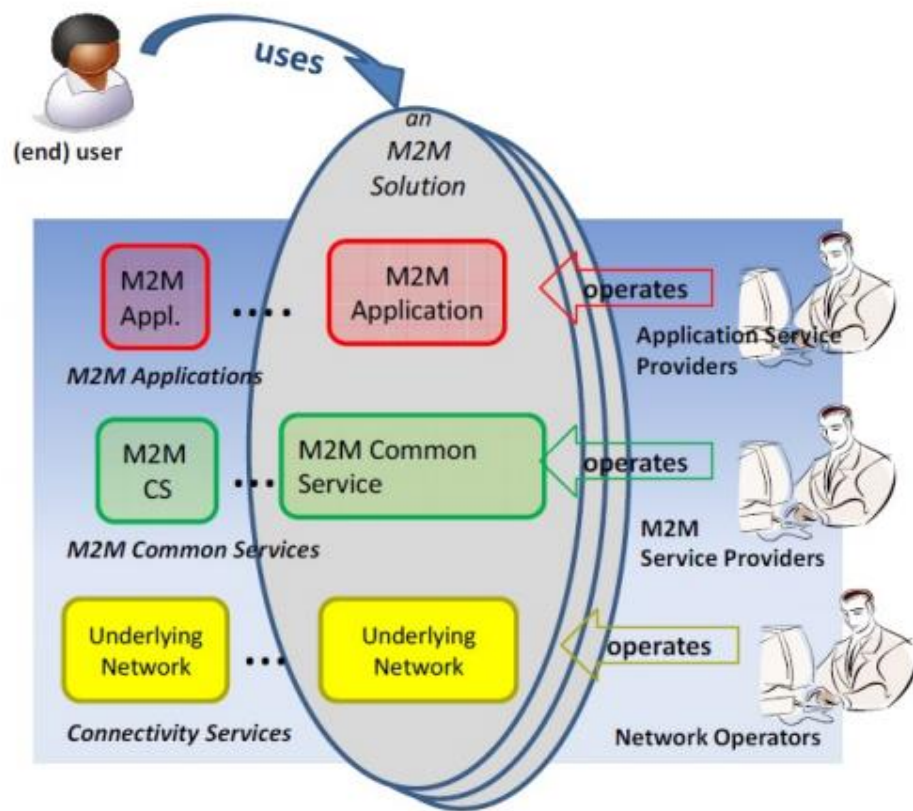 uses
(end) user
an
M2M
Solution
M2M
Appl.
....
M2M
Application
operates
Application Service
Providers
M2M Applications
M2M
CS
...
M2M Common
Service
operates
M2M
Service Providers
M2M Common Services
Underlying
Network
...
Underlying
Network
operates
Network Operators
Connectivity Services